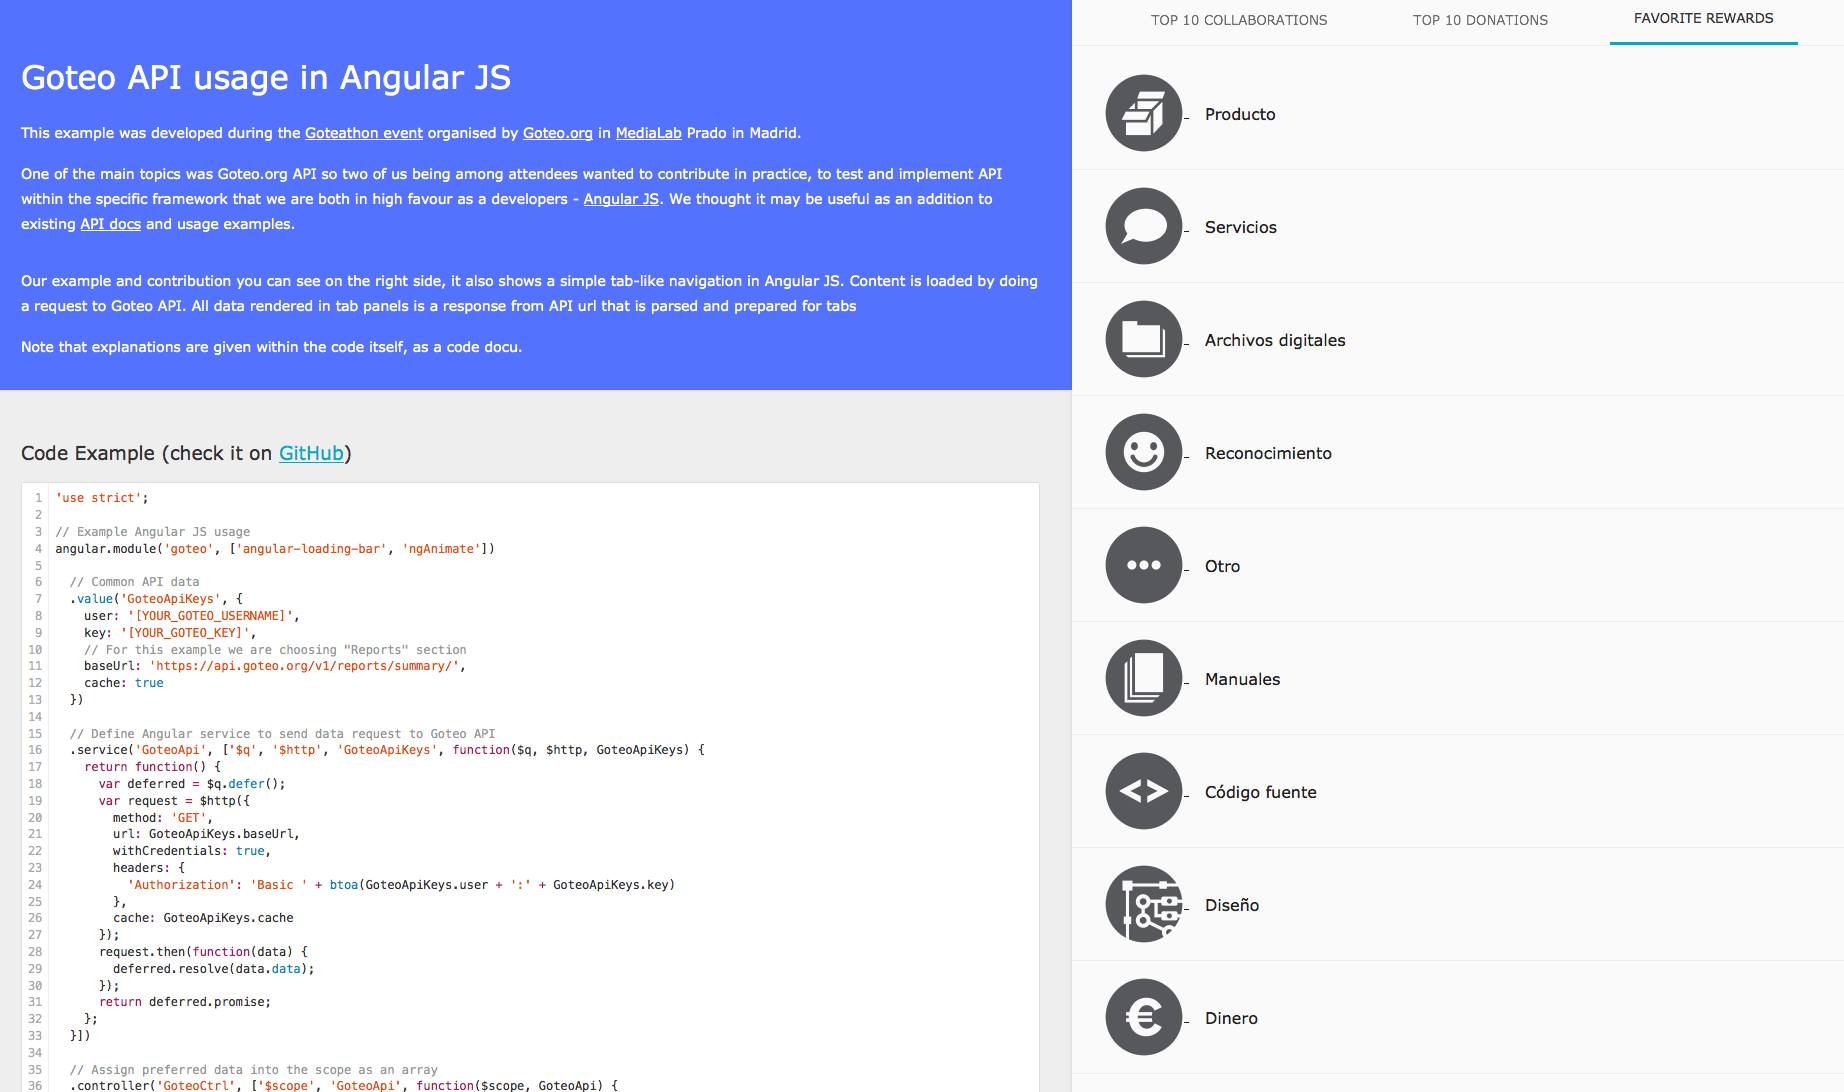 Goteo API usage in Angular JS
This example was developed during the Goteathon event organised by Goteo.org in MediaLab Prado in Madrid.
One of the main topics was Goteo.org API so two of us being among attendees wanted to contribute in practice, to test and implement API
within the specific framework that we are both in high favour as a developers - Angular JS. We thought it may be useful as an addition to
existing API docs and usage examples.
Our example and contribution you can see on the right side, it also shows a simple tab-like navigation in Angular JS. Content is loaded by doing
a request to Goteo API. All data rendered in tab panels is a response from API url that is parsed and prepared for tabs
Note that explanations are given within the code itself, as a code docu.
Code Example (check it on GitHub)
1 'use strict';
2
3 // Example Angular JS usage
4 angular.module('goteo', ['angular-loading-bar', 'ngAnimate'])
5
6 // Common API data
7 .value('GoteoApiKeys', {
8 user: '[YOUR_GOTEO_USERNAME]',
9 key: '[YOUR_GOTEO_KEY]',
10 // For this example we are choosing "Reports" section
11 baseUrl: 'https://api.goteo.org/v1/reports/summary/',
12 cache: true
13 })
14
15 // Define Angular service to send data request to Goteo API
16 .service('GoteoApi', ['$q', '$http', 'GoteoApiKeys', function($q, $http, GoteoApiKeys) {
17 return function() {
18 var deferred = $q.defer();
19 var request = $http({
20 method: 'GET',
21 url: GoteoApiKeys.baseUrl,
22 withCredentials: true,
23 headers: {
24 'Authorization': 'Basic ' + btoa(GoteoApiKeys.user + ':' + GoteoApiKeys.key)
25 },
26 cache: GoteoApiKeys.cache
27 });
28 request.then(function(data) {
29 deferred.resolve(data.data);
30 });
31 return deferred.promise;
32 };
33 }])
34
35 // Assign preferred data into the scope as an array
36 .controller('GoteoCtrl', ['$scope', 'GoteoApi', function($scope, GoteoApi) {
TOP 10 COLLABORATIONS
TOP 10 DONATIONS
FAVORITE REWARDS
Producto
Servicios
Archivos digitales
Reconocimiento
Otro
Manuales
Código fuente
Diseño
Dinero